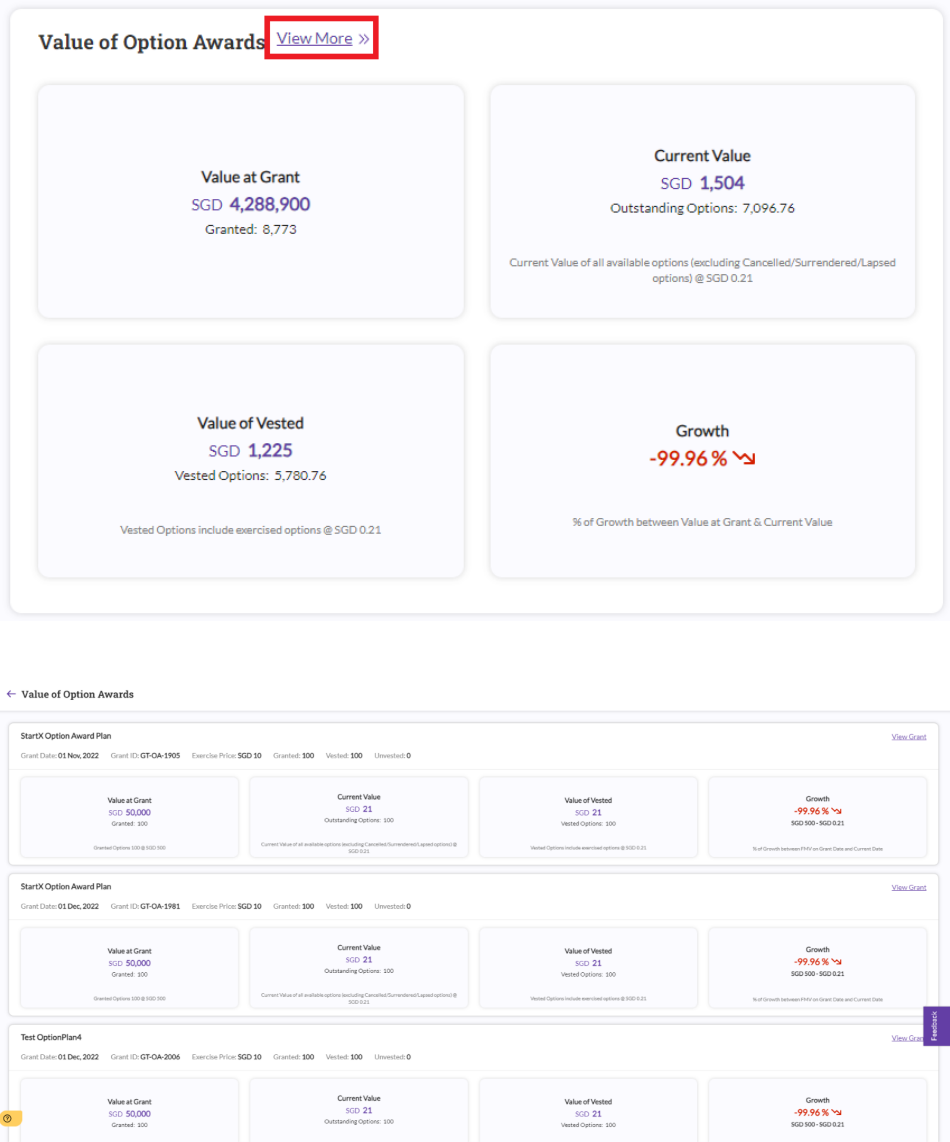 Value of Option Awards View More »
Value at Grant
SGD 4,288,900
Granted: 8,773
Current Value
SGD 1,504
Outstanding Options: 7,096.76
Current Value of all available options (excluding Cancelled/Surrendered/Lapsed
options) @ SGD 0.21
Value of Vested
SGD 1,225
Vested Options: 5,780.76
Vested Options include exercised options @ SGD 0.21
Growth
-99.96 %
% of Growth between Value at Grant & Current Value
← Value of Option Awards
StartX Option Award Plan
View Grant
Grant Date: 01 Nov, 2022 Grant ID: GT-OA-1905 Exercise Price: SGD 10 Granted: 100 Vested: 100 Unvested: 0
Value at Grant
SGD 50,000
Granted: 100
Granted Options 100 @ SGD 500
Current Value
SGD 21
Outstanding Options: 100
Current Value of all available options (excluding Cancelled/Surrendered/Lapsed options) @
SGD 0.21
Value of Vested
SGD 21
Vested Options: 100
Vested Options include exercised options @ SGD 0.21
Growth
-99.96 %
SGD 500 - SGD 0.21
% of Growth between FMV on Grant Date and Current Date
StartX Option Award Plan
View Grant
Grant Date: 01 Dec, 2022 Grant ID: GT-OA-1981 Exercise Price: SGD 10 Granted: 100 Vested: 100 Unvested: 0
Value at Grant
SGD 50,000
Granted: 100
Granted Options 100 @ SGD 500
Current Value
SGD 21
Outstanding Options: 100
Current Value of all available options (excluding Cancelled/Surrendered/Lapsed options) @
SGD 0.21
Value of Vested
SGD 21
Vested Options: 100
Vested Options include exercised options @ SGD 0.21
Growth
-99.96 %
SGD 500 - SGD 0.21
% of Growth between FMV on Grant Date and Current Date
Feedback
Test OptionPlan4
View Gran
Grant Date: 01 Dec, 2022 Grant ID: GT-OA-2006 Exercise Price: SGD 10 Granted: 100 Vested: 100 Unvested: 0
Value at Grant
SGD 50,000
Granted: 100
Current Value
SGD 21
Outstanding Options: 100
Value of Vested
SGD 21
Vested Options: 100
Growth
-99.96 %
SGD 500 - SGD 0.21